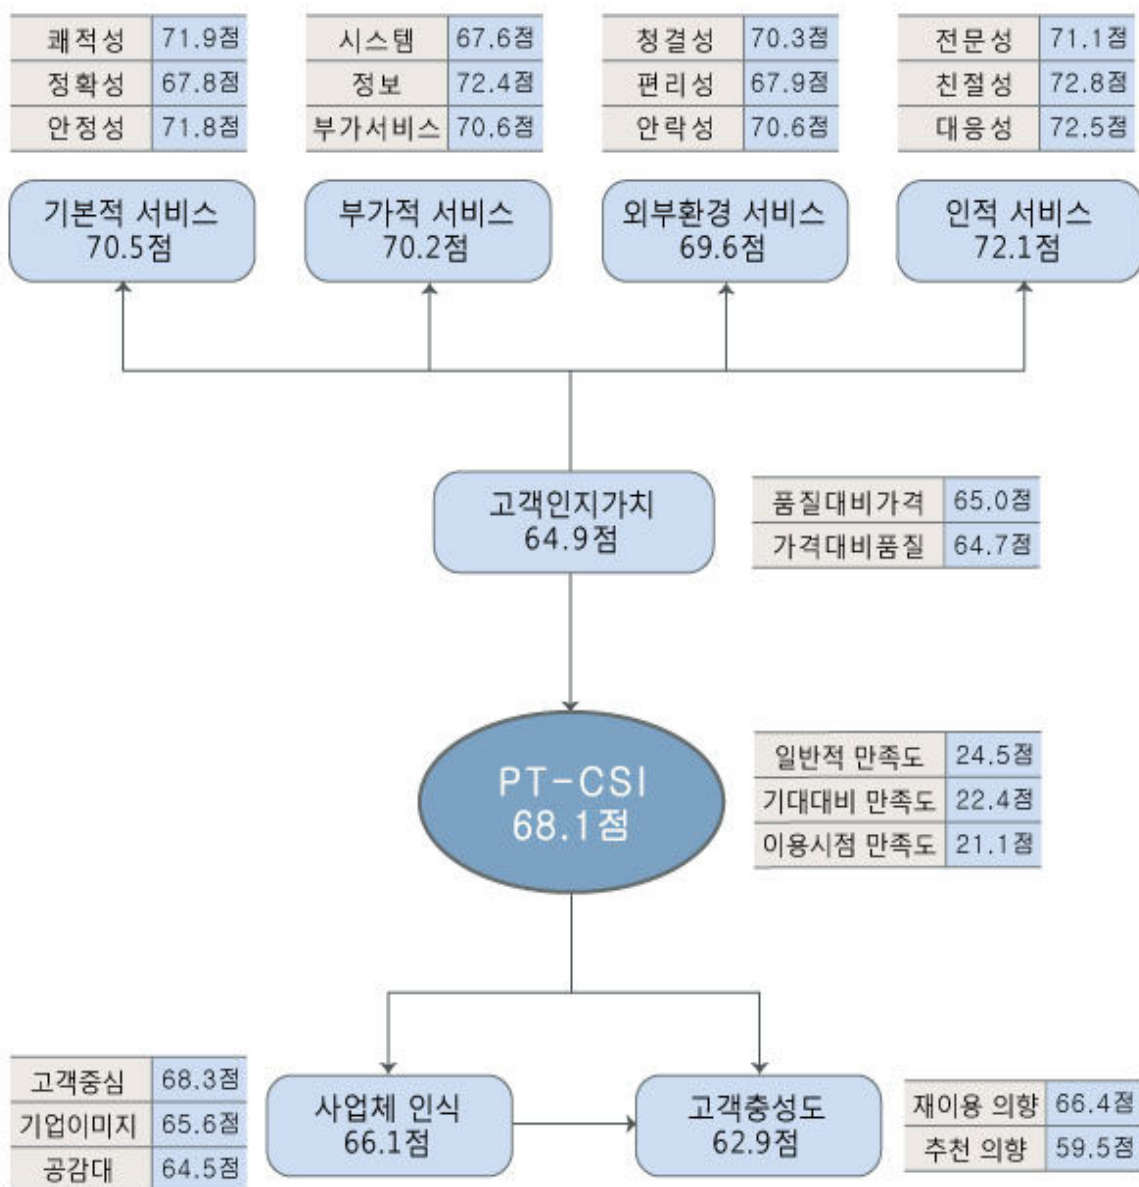 쾌적성 71.9점
정확성 67.8점
안정성 71.8점
시스템 67.6점
정보 72.4점
부가서비스 70.6점
청결성 70.3점
편리성 67.9점
안락성 70.6점
전문성 71.1점
친절성 72.8점
대응성 72.5점
기본적 서비스
70.5점
부가적 서비스
70.2점
외부환경 서비스
69.6점
인적 서비스
72.1점
고객인지가치
64.9점
품질대비가격 65.0점
가격대비품질 64.7점
PT-CSI
68.1점
일반적 만족도 24.5점
기대대비 만족도 22.4점
이용시점 만족도 21.1점
고객중심 68.3점
기업이미지 65.6점
공감대 64.5점
사업체 인식
66.1점
고객충성도
62.9점
재이용 의향 66.4점
추천 의향 59.5점